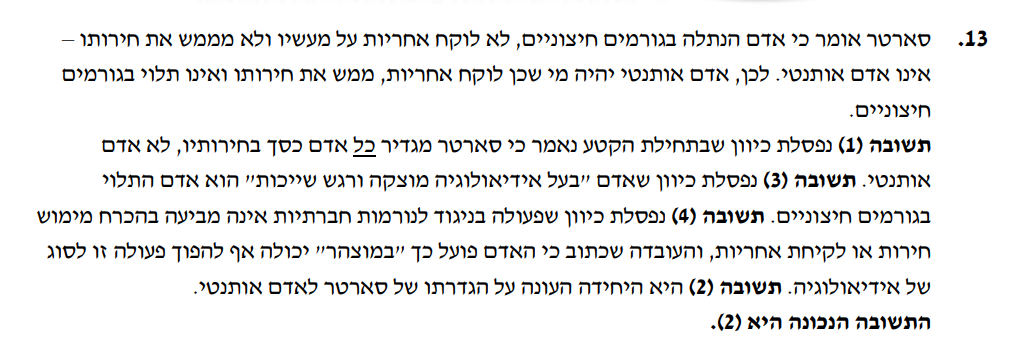 13. סארטר אומר כי אדם הנתלה בגורמים חיצוניים, לא לוקח אחריות על מעשיו ולא מממש את חירותו –
אינו אדם אותנטי. לכן, אדם אותנטי יהיה מי שכן לוקח אחריות, ממש את חירותו ואינו תלוי בגורמים
חיצוניים.
תשובה (1) נפסלת כיוון שבתחילת הקטע נאמר כי סארטר מגדיר כל אדם כסך בחירותיו, לא אדם
אותנטי. תשובה (3) נפסלת כיוון שאדם "בעל אידיאולוגיה מוצקה ורגש שייכות" הוא אדם התלוי
בגורמים חיצוניים. תשובה (4) נפסלת כיוון שפעולה בניגוד לנורמות חברתיות אינה מביעה בהכרח מימוש
חירות או לקיחת אחריות, והעובדה שכתוב כי האדם פועל כך "במוצהר" יכולה אף להפוך פעולה זו לסוג
של אידיאולוגיה. תשובה (2) היא היחידה העונה על הגדרתו של סארטר לאדם אותנטי.
התשובה הנכונה היא (2).